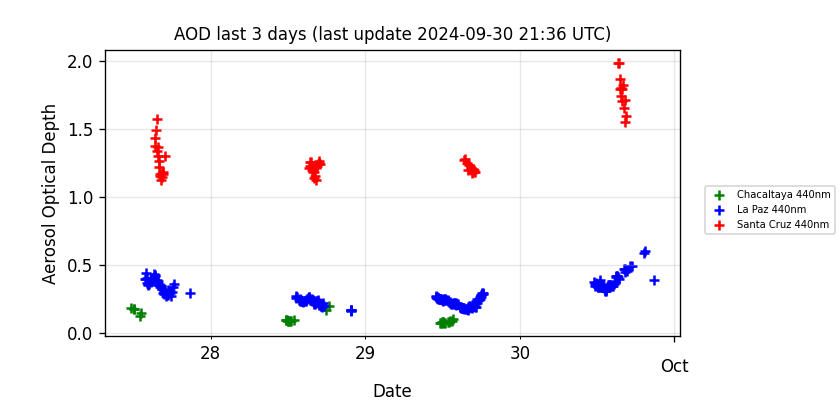 AOD last 3 days (last update 2024-09-30 21:36 UTC)
Aerosol Optical Depth
2.0
1.5
1.0
0.5
0.0
28
29
30
Oct
Date
Chacaltaya 440nm
La Paz 440nm
Santa Cruz 440nm